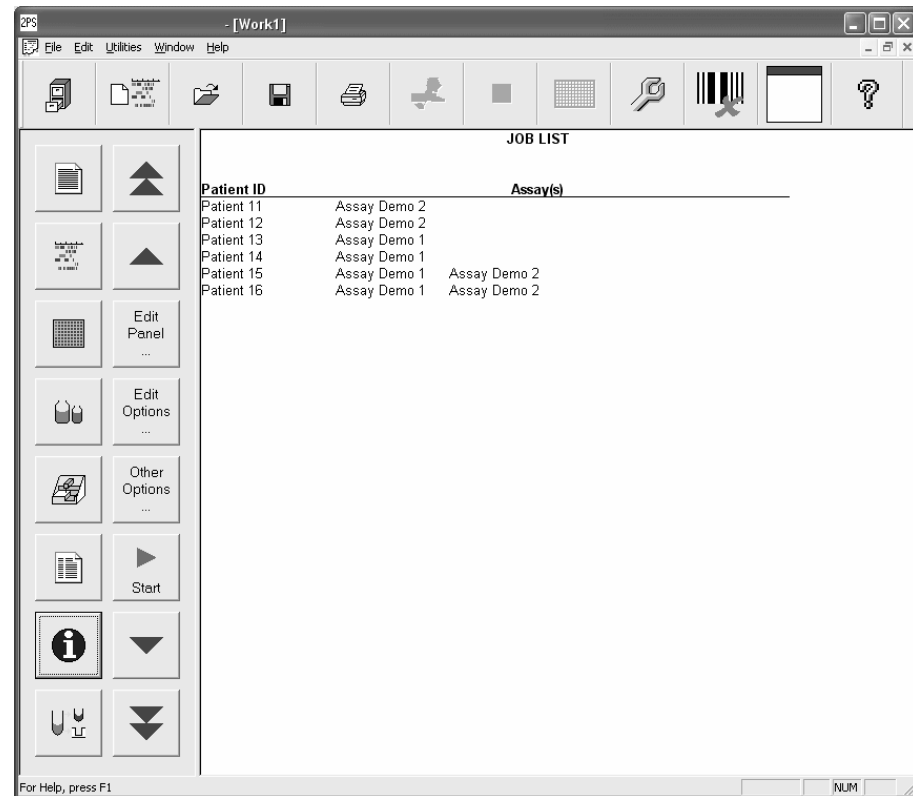 2PS - [Work1]
File Edit Utilities Window Help
JOB LIST
Patient ID Assay(s)
Patient 11 Assay Demo 2
Patient 12 Assay Demo 2
Patient 13 Assay Demo 1
Patient 14 Assay Demo 1
Patient 15 Assay Demo 1 Assay Demo 2
Patient 16 Assay Demo 1 Assay Demo 2
Edit
Panel
...
Edit
Options
...
Other
Options
...
Start
For Help, press F1 NUM